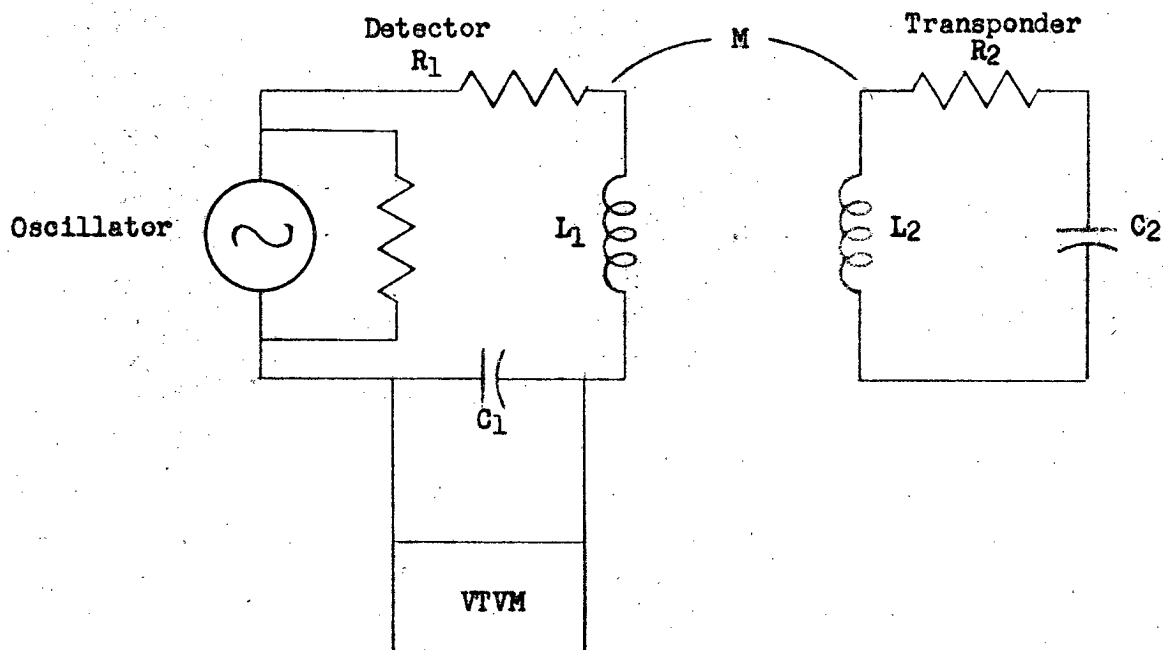 Detector
R1
M
Transponder
R2
Oscillator
L1
L2
C2
C1
VTVM